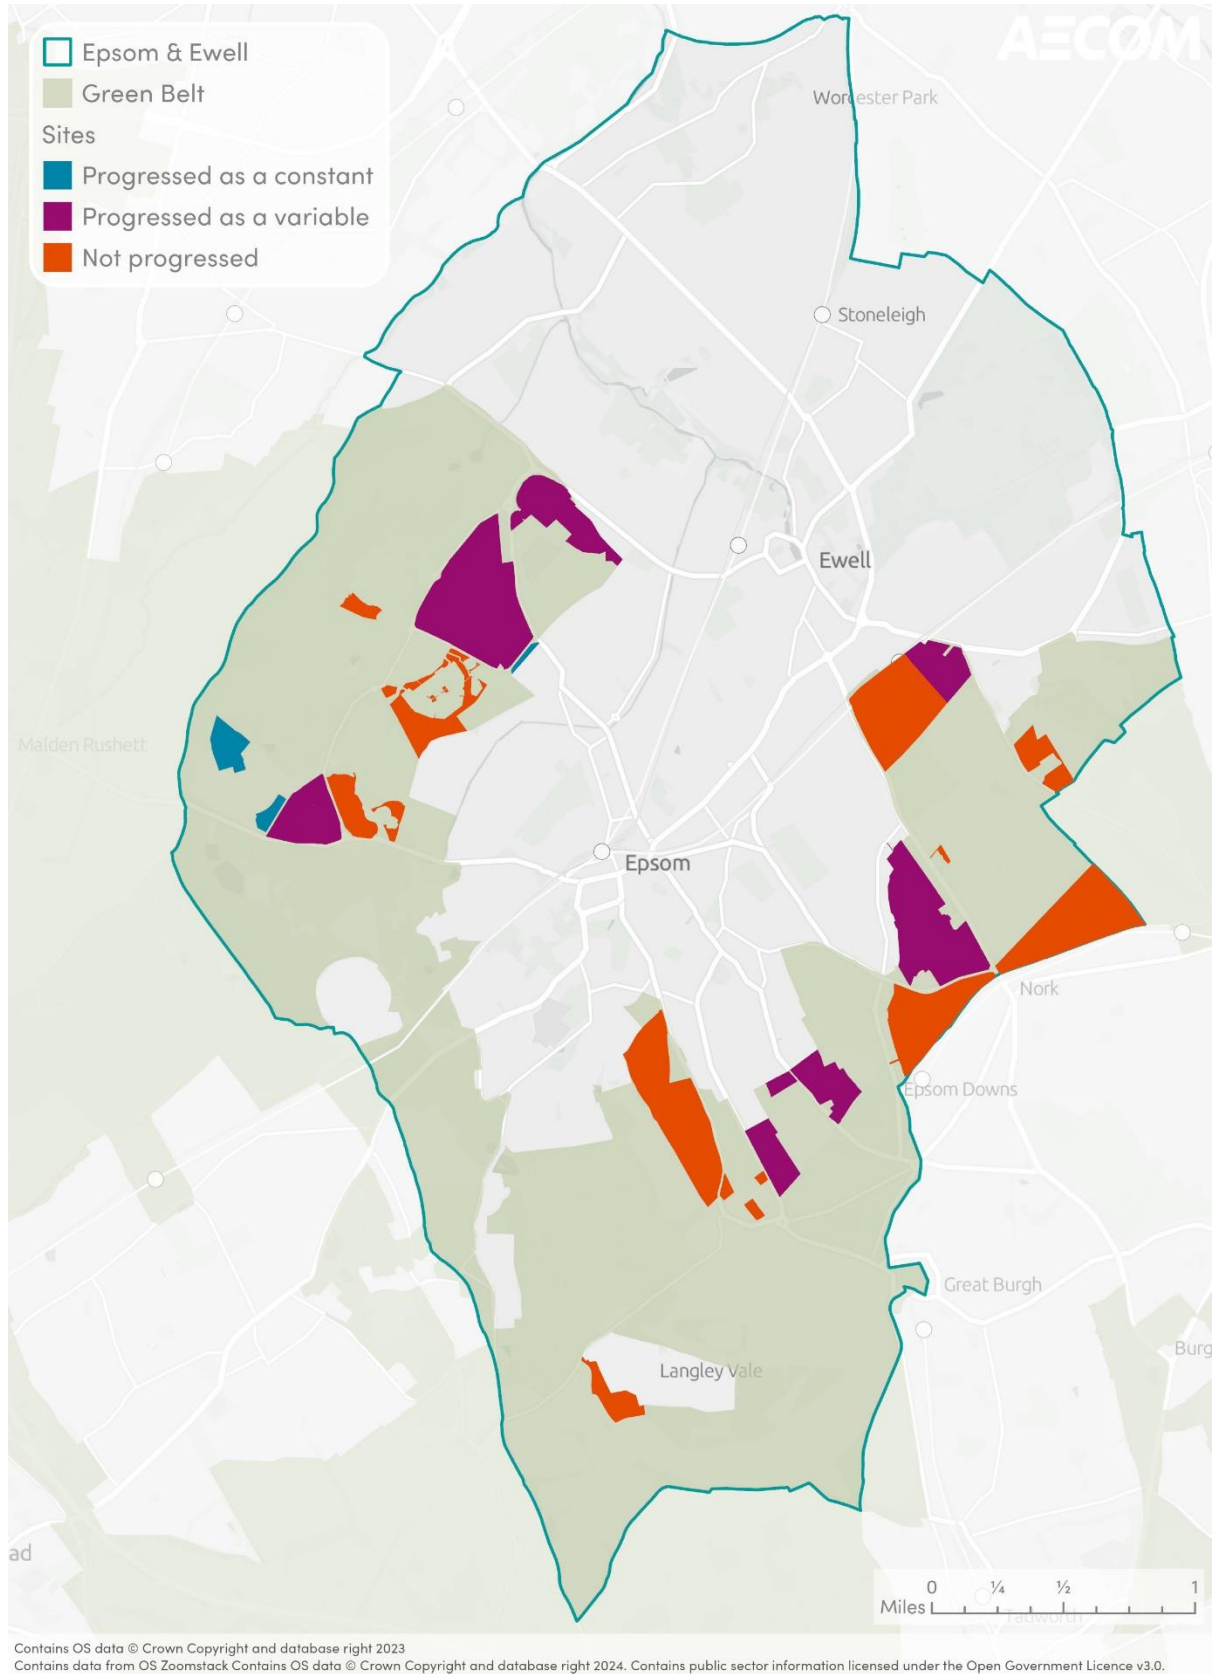 AECOM
Epsom & Ewell
Green Belt
Sites
Progressed as a constant
Progressed as a variable
Not progressed
Worcester Park
Stoneleigh
Ewell
Malden Rushett
Epsom
Nork
Epsom Downs
Great Burgh
Burg
Langley Vale
ad
0 ¼ ½ 1
Miles
Tadworth
Contains OS data © Crown Copyright and database right 2023
Contains data from OS Zoomstack Contains OS data © Crown Copyright and database right 2024. Contains public sector information licensed under the Open Government Licence v3.0.